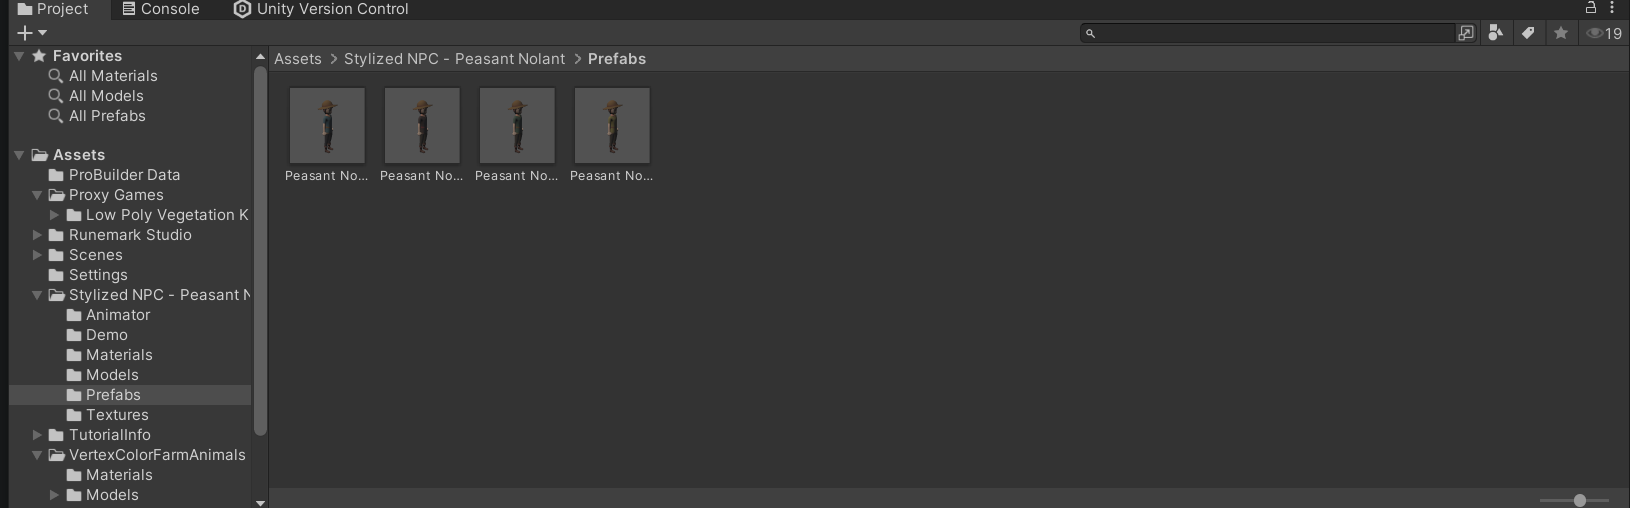 Project Console Unity Version Control
19
Favorites
All Materials
All Models
All Prefabs
Assets
ProBuilder Data
Proxy Games
Low Poly Vegetation K
Runemark Studio
Scenes
Settings
Stylized NPC - Peasant N
Animator
Demo
Materials
Models
Prefabs
Textures
TutorialInfo
VertexColorFarmAnimals
Materials
Models
Assets > Stylized NPC - Peasant Nolant > Prefabs
Peasant No... Peasant No... Peasant No... Peasant No...